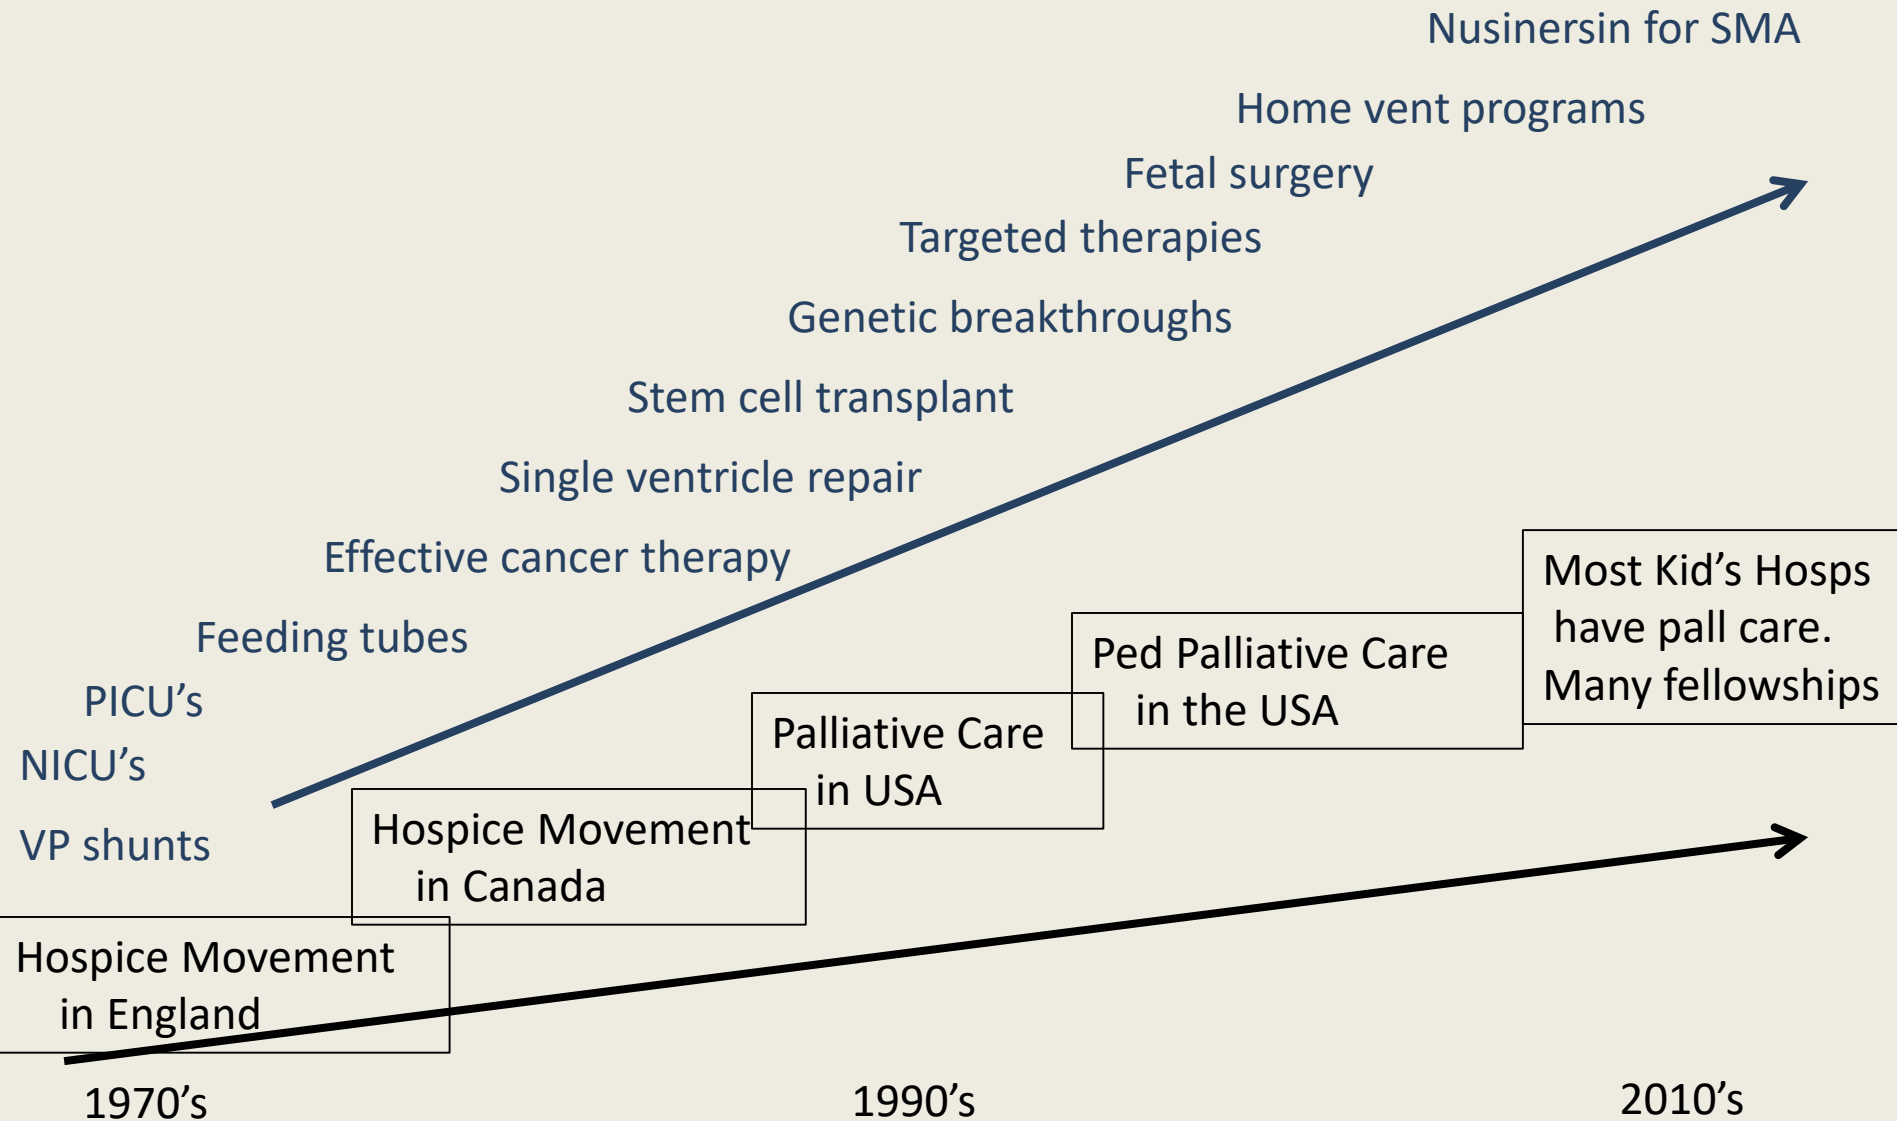 Nusinersin for SMA
Home vent programs
Fetal surgery
Targeted therapies
Genetic breakthroughs
Stem cell transplant
Single ventricle repair
Effective cancer therapy
Feeding tubes
PICU’s
NICU’s
VP shunts
Hospice Movement
in England
Hospice Movement
in Canada
Palliative Care
in USA
Ped Palliative Care
in the USA
Most Kid’s Hosps
have pall care.
Many fellowships
1970’s
1990’s
2010’s